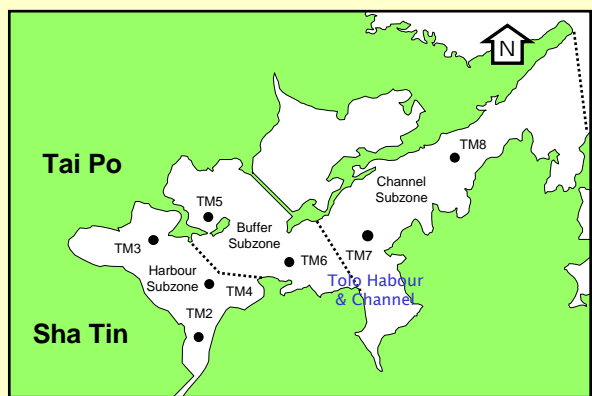 N
TM8
Tai Po
Channel
Subzone
TM5
Buffer
Subzone
TM3
TM6
TM7
Harbour
Subzone
Tolo Habour
& Channel
TM4
TM2
Sha Tin